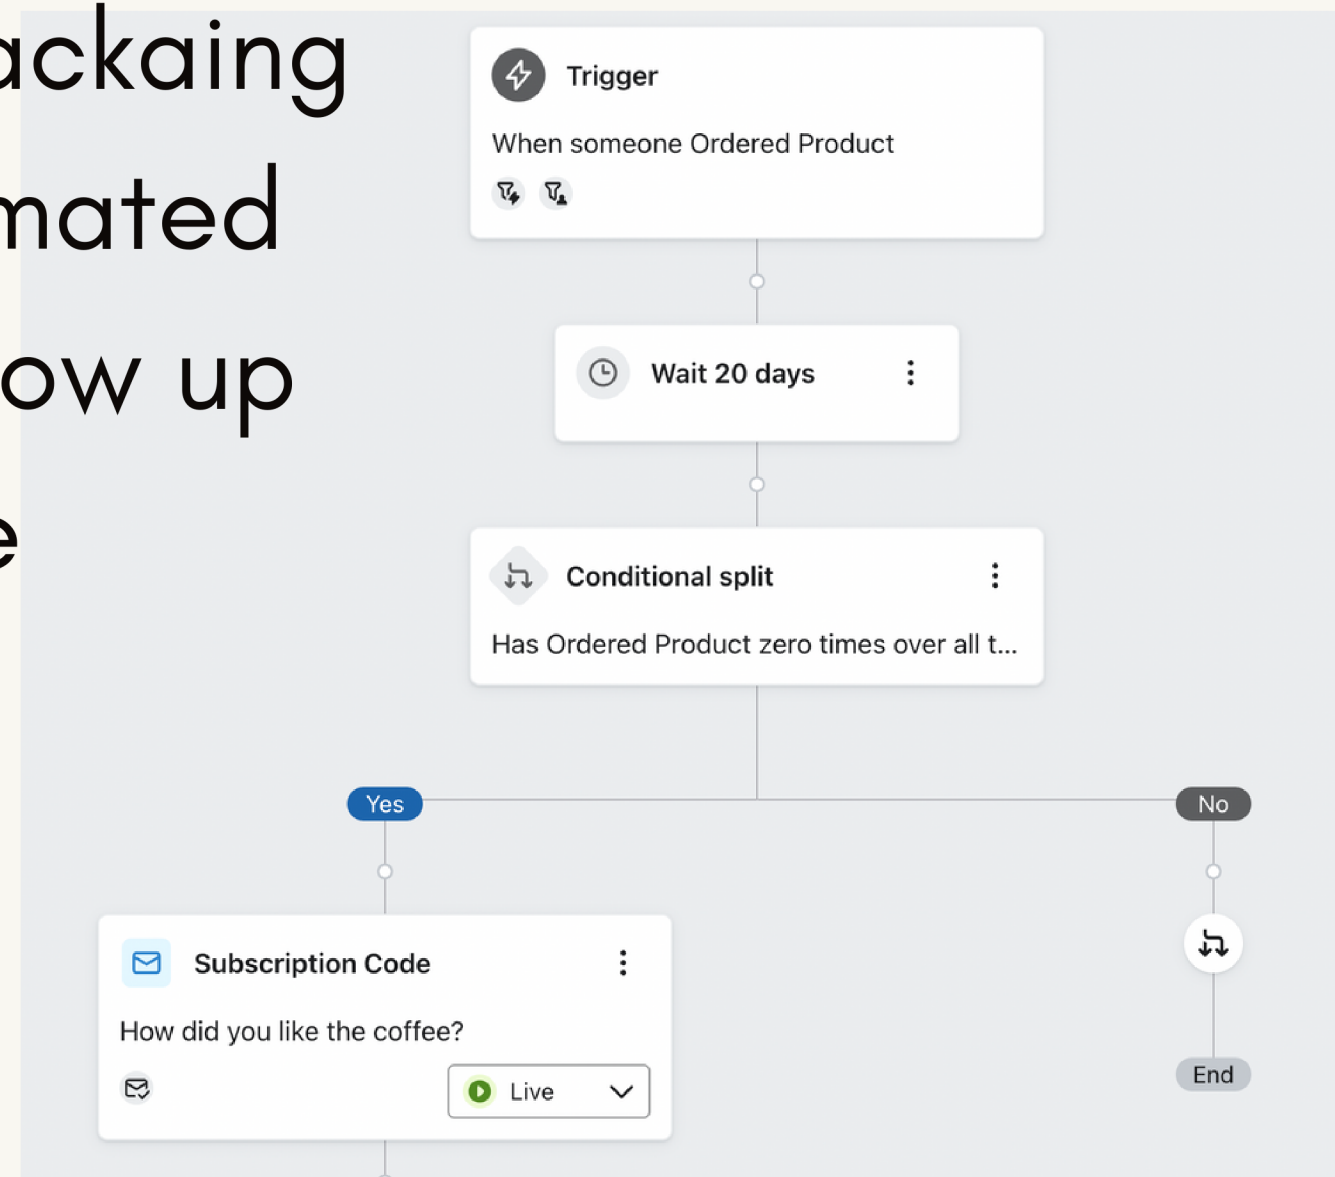 ackaing
mated
ow up
e
Trigger
When someone Ordered Product
Wait 20 days
Conditional split
Has Ordered Product zero times over all t...
Yes
No
Subscription Code
How did you like the coffee?
Live
End